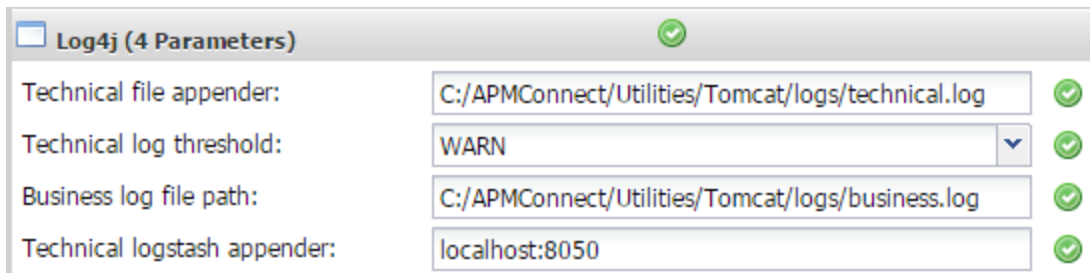 Log4j (4 Parameters)
Technical file appender: C:/APMConnect/Utilities/Tomcat/logs/technical.log
Technical log threshold: WARN
Business log file path: C:/APMConnect/Utilities/Tomcat/logs/business.log
Technical logstash appender: localhost:8050